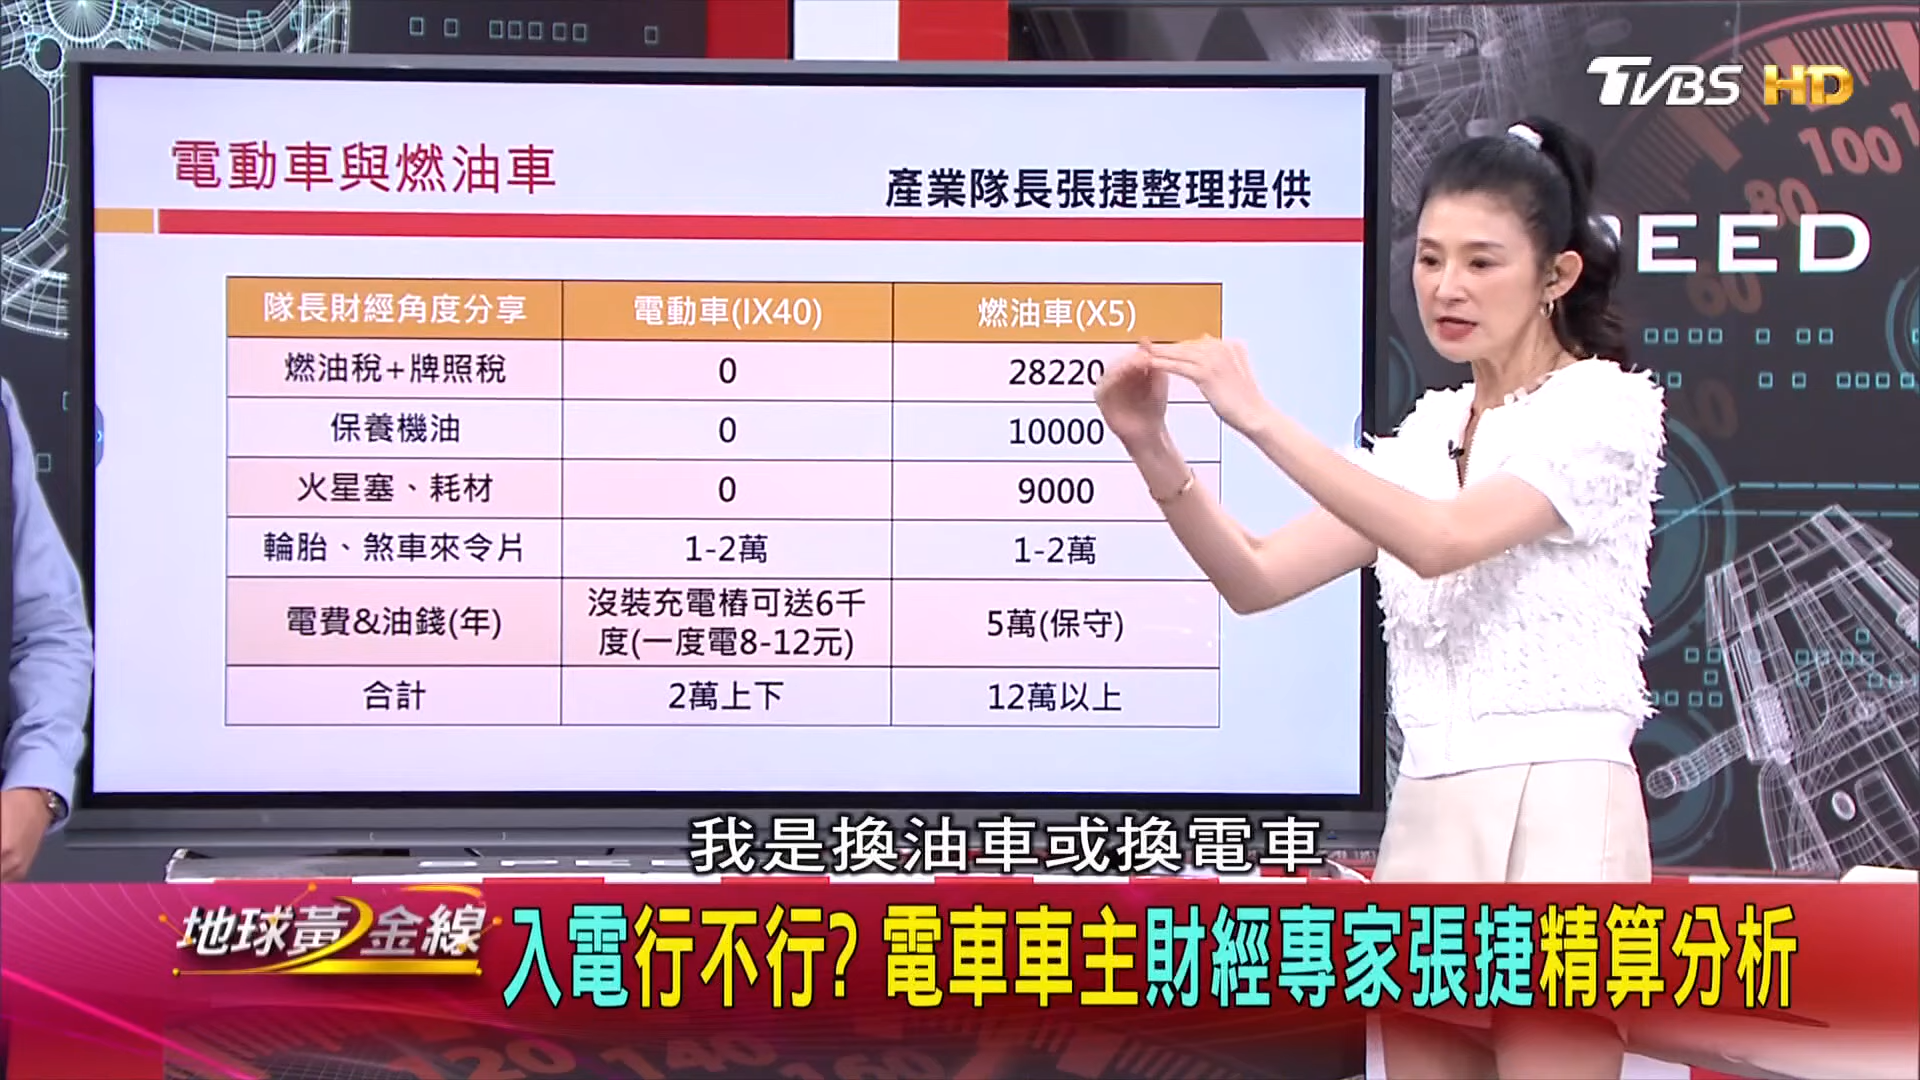 TVBS HD
電動車與燃油車
產業隊長張捷整理提供
PEED
隊長財經角度分享 電動車(IX40) 燃油車(X5)
燃油稅+牌照稅 0 28220
保養機油 0 10000
火星塞、耗材 0 9000
輪胎、煞車來令片 1-2萬 1-2萬
電費&油錢(年) 沒裝充電樁可送6千度(一度電8-12元) 5萬(保守)
合計 2萬上下 12萬以上
100
80
60
我是換油車或換電車
地球黃金線
入電行不行? 電車車主財經專家張捷精算分析
120 140 160